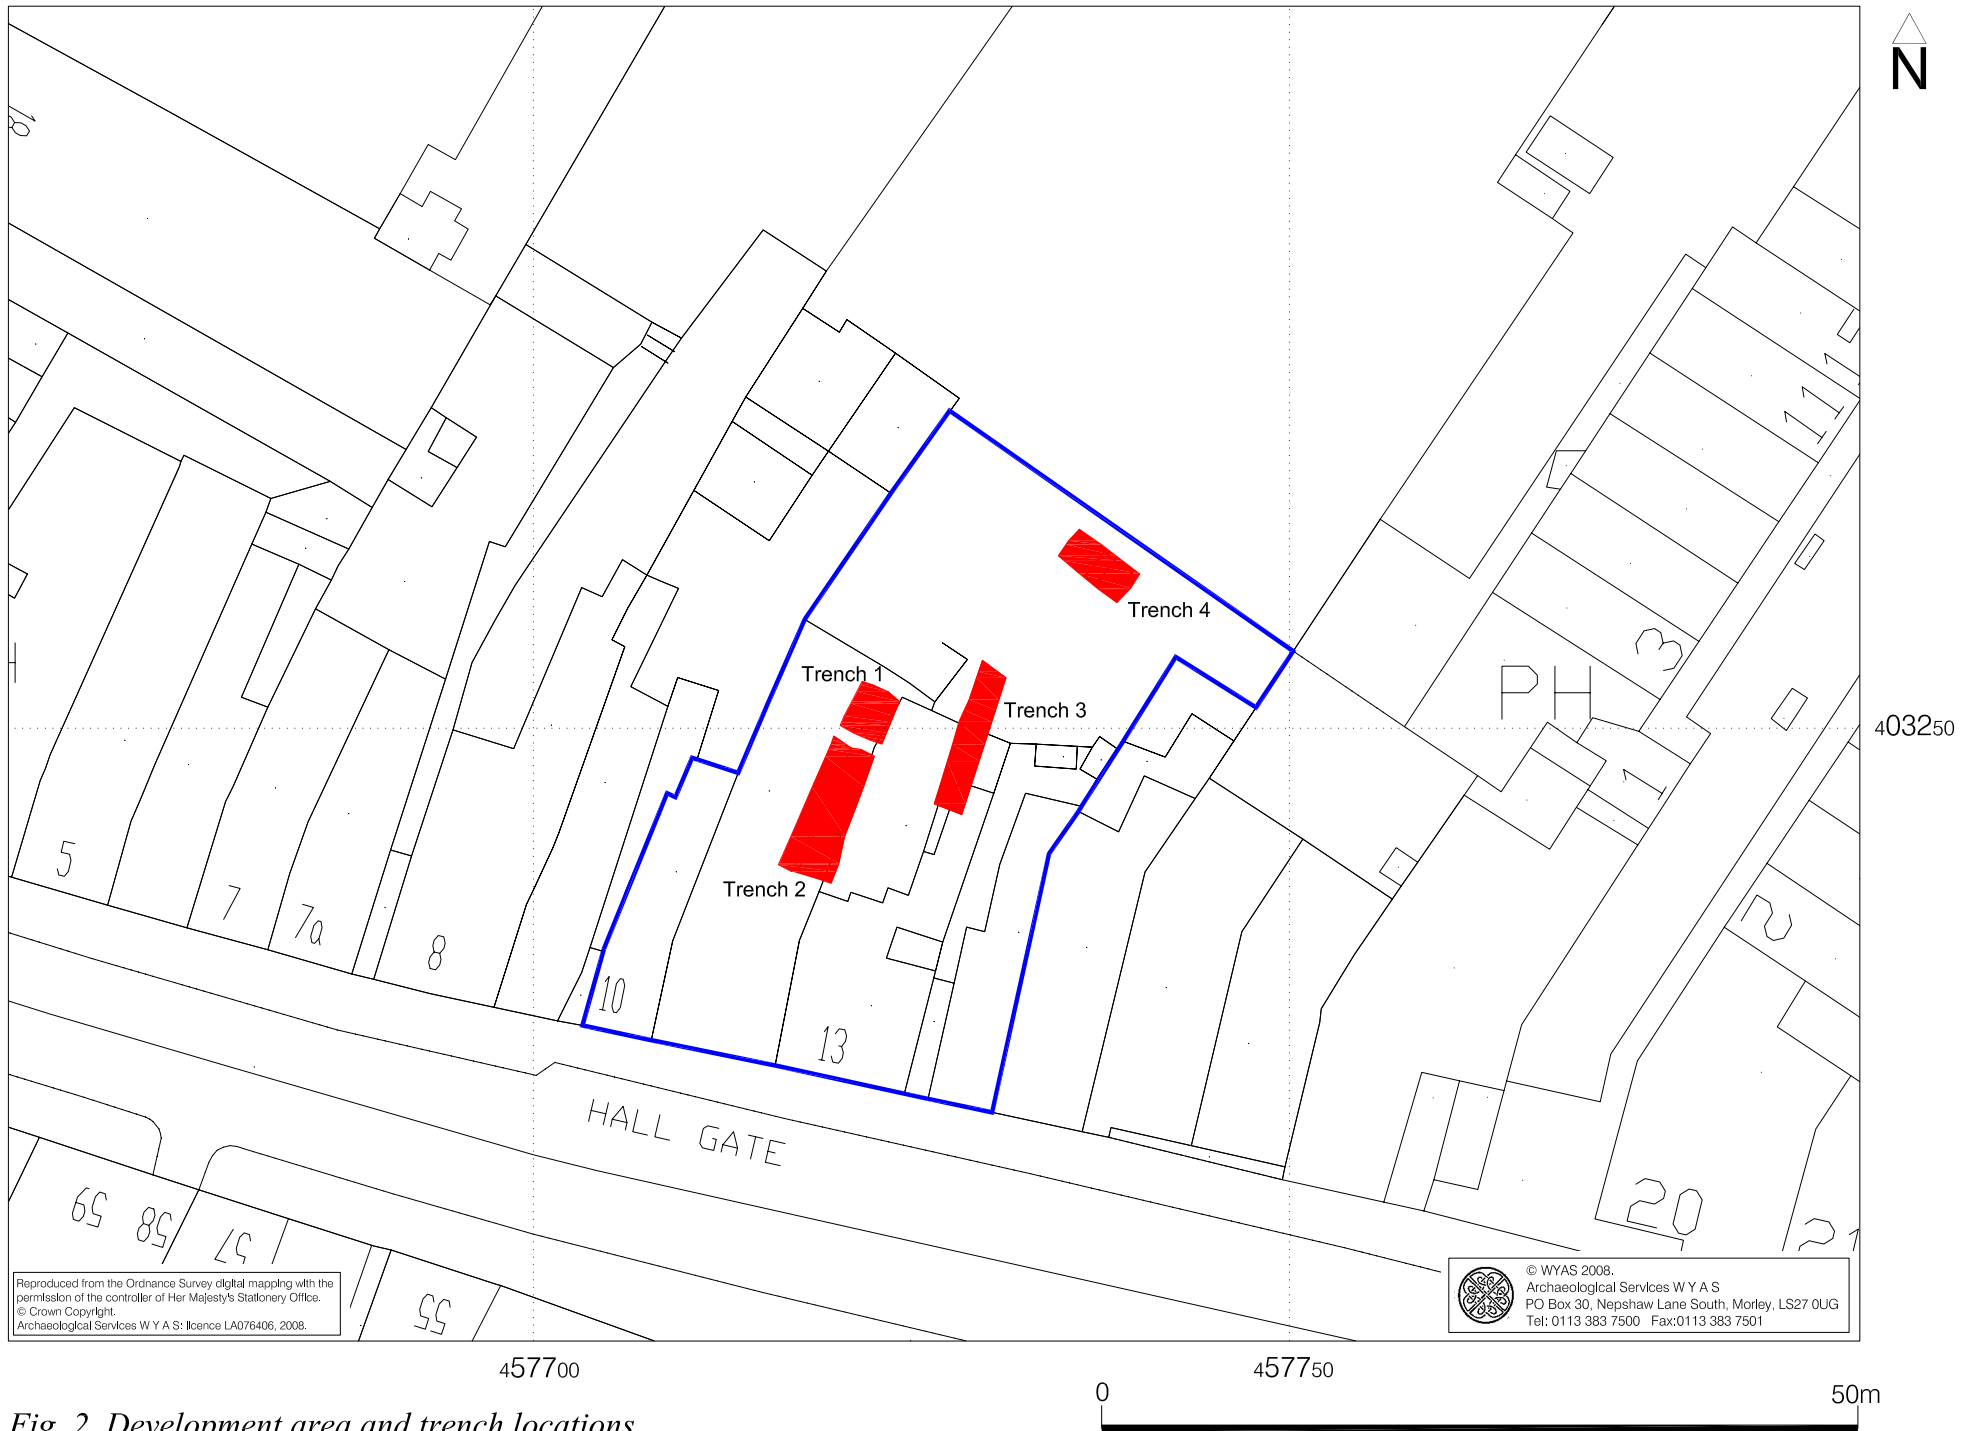 N
18
Trench 4
Trench 1
Trench 3
Trench 2
PH
3
1
11
403250
5
7
7a
8
10
13
2
HALL GATE
20
21
59
58
57
55
Reproduced from the Ordnance Survey digital mapping with the
permission of the controller of Her Majesty's Stationery Office.
© Crown Copyright.
Archaeological Services W Y A S: licence LA076406, 2008.
© WYAS 2008.
Archaeological Services W Y A S
PO Box 30, Nepshaw Lane South, Morley, LS27 0UG
Tel: 0113 383 7500 Fax:0113 383 7501
457700
457750
0
50m
Fig. 2. Development area and trench locations